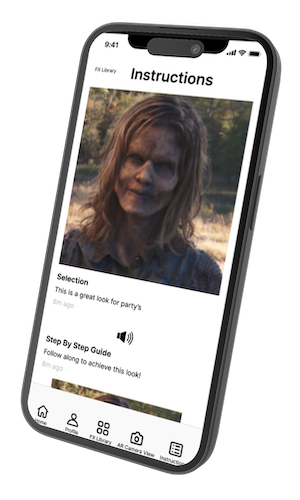 9:41
FX Library
Instructions
Selection
This is a great look for party's
8m ago
Step By Step Guide
Follow along to achieve this look!
8m ago
Home
Profile
FX Library
AR Camera View
Instruction